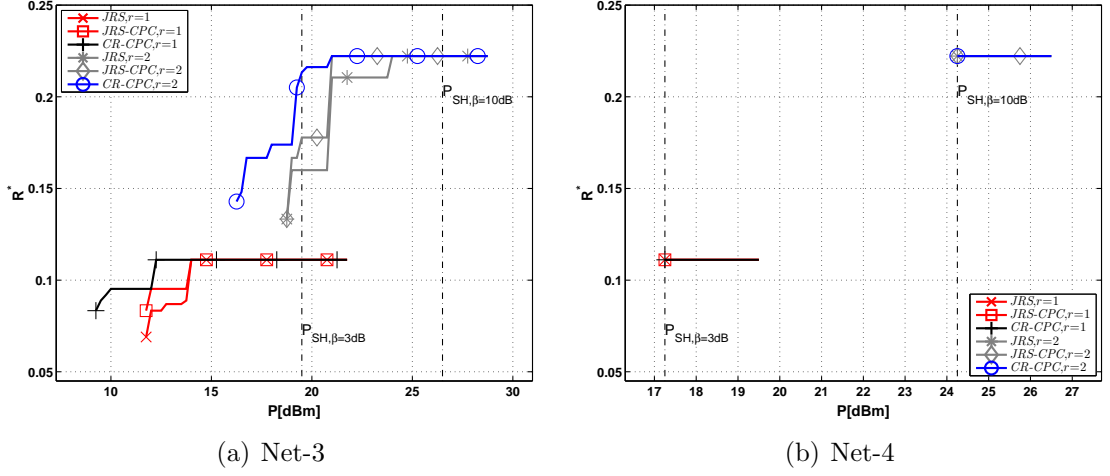 JRS,r=1
JRS-CPC,r=1
CR-CPC,r=1
JRS,r=2
JRS-CPC,r=2
CR-CPC,r=2
0.25
0.2
0.15
0.1
0.05
R*
P_SH,β=10dB
P_SH,β=3dB
10 15 20 25 30
P[dBm]
(a) Net-3
0.25
0.2
0.15
0.1
0.05
R*
P_SH,β=10dB
P_SH,β=3dB
JRS,r=1
JRS-CPC,r=1
CR-CPC,r=1
JRS,r=2
JRS-CPC,r=2
CR-CPC,r=2
17 18 19 20 21 22 23 24 25 26 27
P[dBm]
(b) Net-4